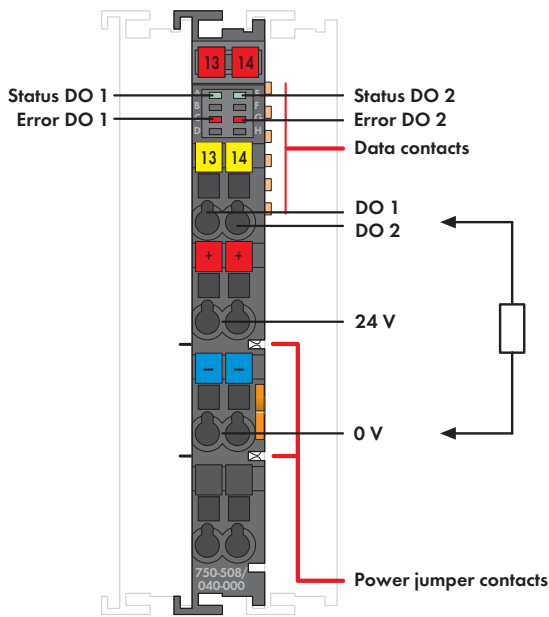 13 14
Status DO 1
Status DO 2
A E
B F
Error DO 1
Error DO 2
C G
D H
Data contacts
13 14
DO 1
DO 2
+ +
24 V
− −
0 V
750-508/
040-000
Power jumper contacts